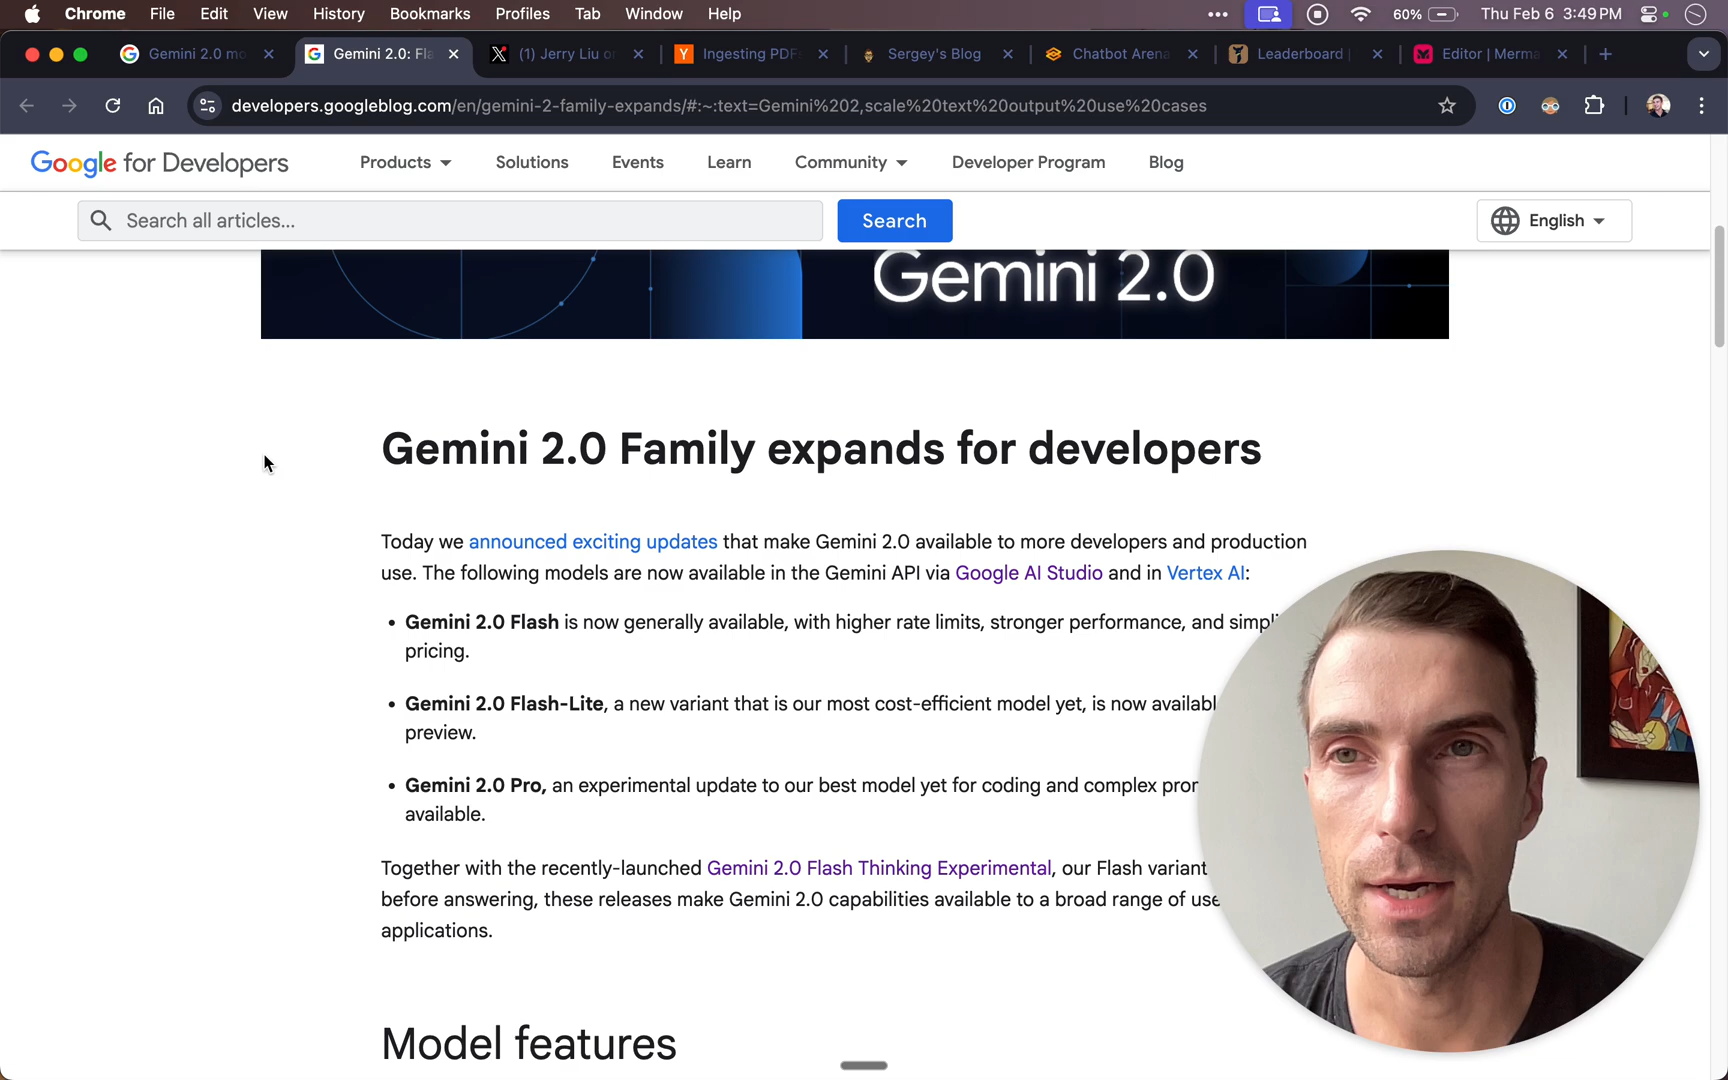 Chrome File Edit View History Bookmarks Profiles Tab Window Help 60% Thu Feb 6 3:49 PM
Gemini 2.0 mo Gemini 2.0: Fla (1) Jerry Liu on Ingesting PDFs Sergey's Blog Chatbot Arena Leaderboard | Editor | Merma
developers.googleblog.com/en/gemini-2-family-expands/#:~:text=Gemini%202,scale%20text%20output%20use%20cases
Google for Developers Products Solutions Events Learn Community Developer Program Blog
Search all articles... Search English
Gemini 2.0
Gemini 2.0 Family expands for developers
Today we announced exciting updates that make Gemini 2.0 available to more developers and production
use. The following models are now available in the Gemini API via Google AI Studio and in Vertex AI:
• Gemini 2.0 Flash is now generally available, with higher rate limits, stronger performance, and simpli
pricing.
• Gemini 2.0 Flash-Lite, a new variant that is our most cost-efficient model yet, is now availabl
preview.
• Gemini 2.0 Pro, an experimental update to our best model yet for coding and complex pror
available.
Together with the recently-launched Gemini 2.0 Flash Thinking Experimental, our Flash variant
before answering, these releases make Gemini 2.0 capabilities available to a broad range of use
applications.
Model features